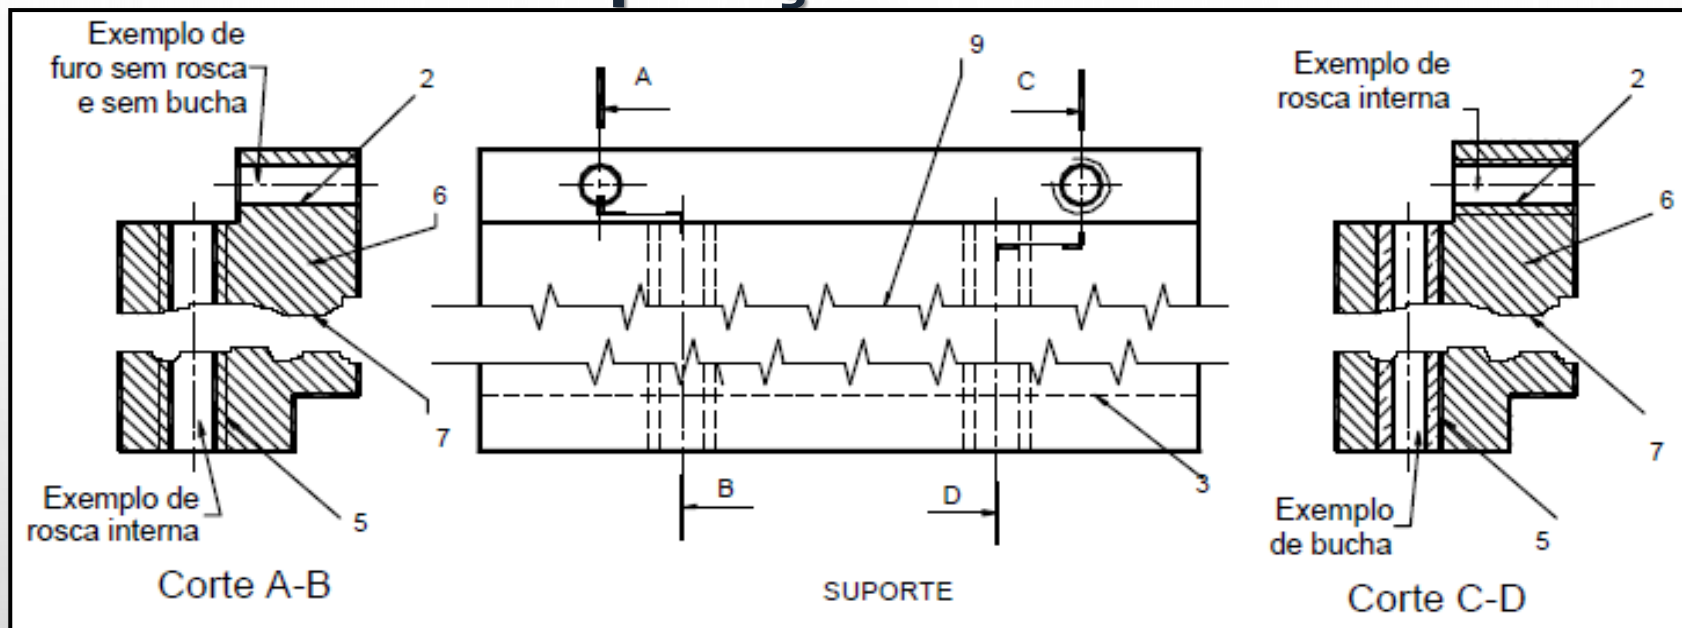 Exemplo de
furo sem rosca
e sem bucha
2
6
7
5
Exemplo de
rosca interna
Corte A-B
A
C
9
B
D
3
SUPORTE
Exemplo de
rosca interna
2
6
7
5
Exemplo
de bucha
Corte C-D